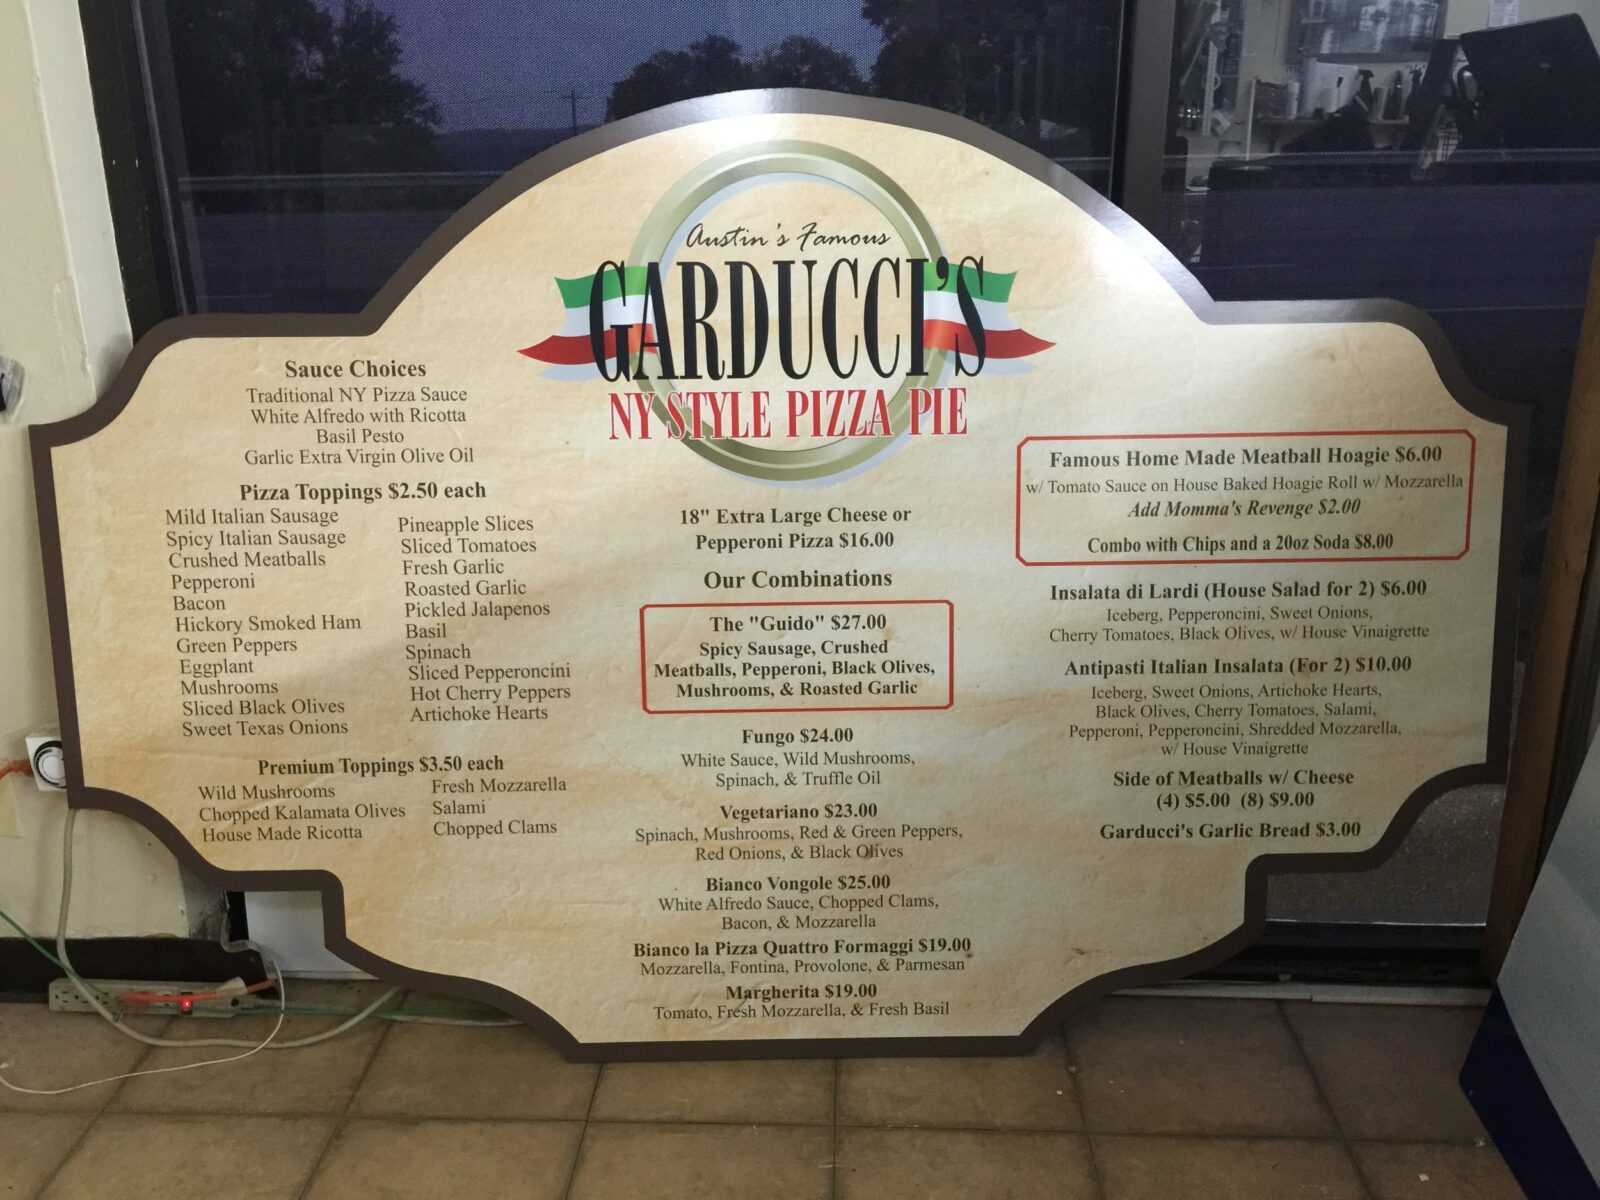 Austin's Famous
GARDUCCI'S
NY STYLE PIZZA PIE
Sauce Choices
Traditional NY Pizza Sauce
White Alfredo with Ricotta
Basil Pesto
Garlic Extra Virgin Olive Oil
Pizza Toppings $2.50 each
Mild Italian Sausage
Spicy Italian Sausage
Crushed Meatballs
Pepperoni
Bacon
Hickory Smoked Ham
Green Peppers
Eggplant
Mushrooms
Sliced Black Olives
Sweet Texas Onions
Pineapple Slices
Sliced Tomatoes
Fresh Garlic
Roasted Garlic
Pickled Jalapenos
Basil
Spinach
Sliced Pepperoncini
Hot Cherry Peppers
Artichoke Hearts
Premium Toppings $3.50 each
Wild Mushrooms
Chopped Kalamata Olives
House Made Ricotta
Fresh Mozzarella
Salami
Chopped Clams
18" Extra Large Cheese or
Pepperoni Pizza $16.00
Our Combinations
The "Guido" $27.00
Spicy Sausage, Crushed
Meatballs, Pepperoni, Black Olives,
Mushrooms, & Roasted Garlic
Fungo $24.00
White Sauce, Wild Mushrooms,
Spinach, & Truffle Oil
Vegetariano $23.00
Spinach, Mushrooms, Red & Green Peppers,
Red Onions, & Black Olives
Bianco Vongole $25.00
White Alfredo Sauce, Chopped Clams,
Bacon, & Mozzarella
Bianco la Pizza Quattro Formaggi $19.00
Mozzarella, Fontina, Provolone, & Parmesan
Margherita $19.00
Tomato, Fresh Mozzarella, & Fresh Basil
Famous Home Made Meatball Hoagie $6.00
w/ Tomato Sauce on House Baked Hoagie Roll w/ Mozzarella
Add Momma's Revenge $2.00
Combo with Chips and a 20oz Soda $8.00
Insalata di Lardi (House Salad for 2) $6.00
Iceberg, Pepperoncini, Sweet Onions,
Cherry Tomatoes, Black Olives, w/ House Vinaigrette
Antipasti Italian Insalata (For 2) $10.00
Iceberg, Sweet Onions, Artichoke Hearts,
Black Olives, Cherry Tomatoes, Salami,
Pepperoni, Pepperoncini, Shredded Mozzarella,
w/ House Vinaigrette
Side of Meatballs w/ Cheese
(4) $5.00 (8) $9.00
Garducci's Garlic Bread $3.00